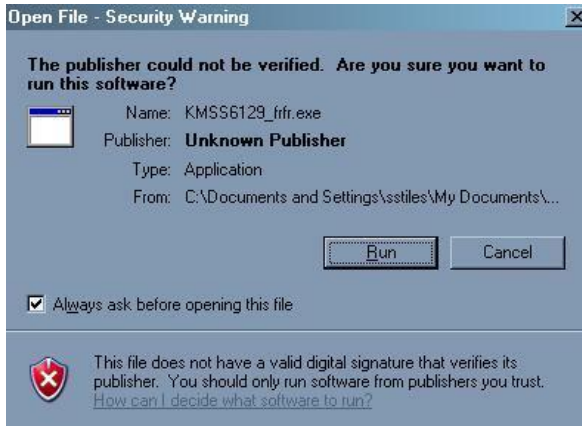 Open File - Security Warning
The publisher could not be verified. Are you sure you want to
run this software?
Name: KMSS6129_frfr.exe
Publisher: Unknown Publisher
Type: Application
From: C:\Documents and Settings\sstiles\My Documents\...
Run Cancel
Always ask before opening this file
This file does not have a valid digital signature that verifies its
publisher. You should only run software from publishers you trust.
How can I decide what software to run?